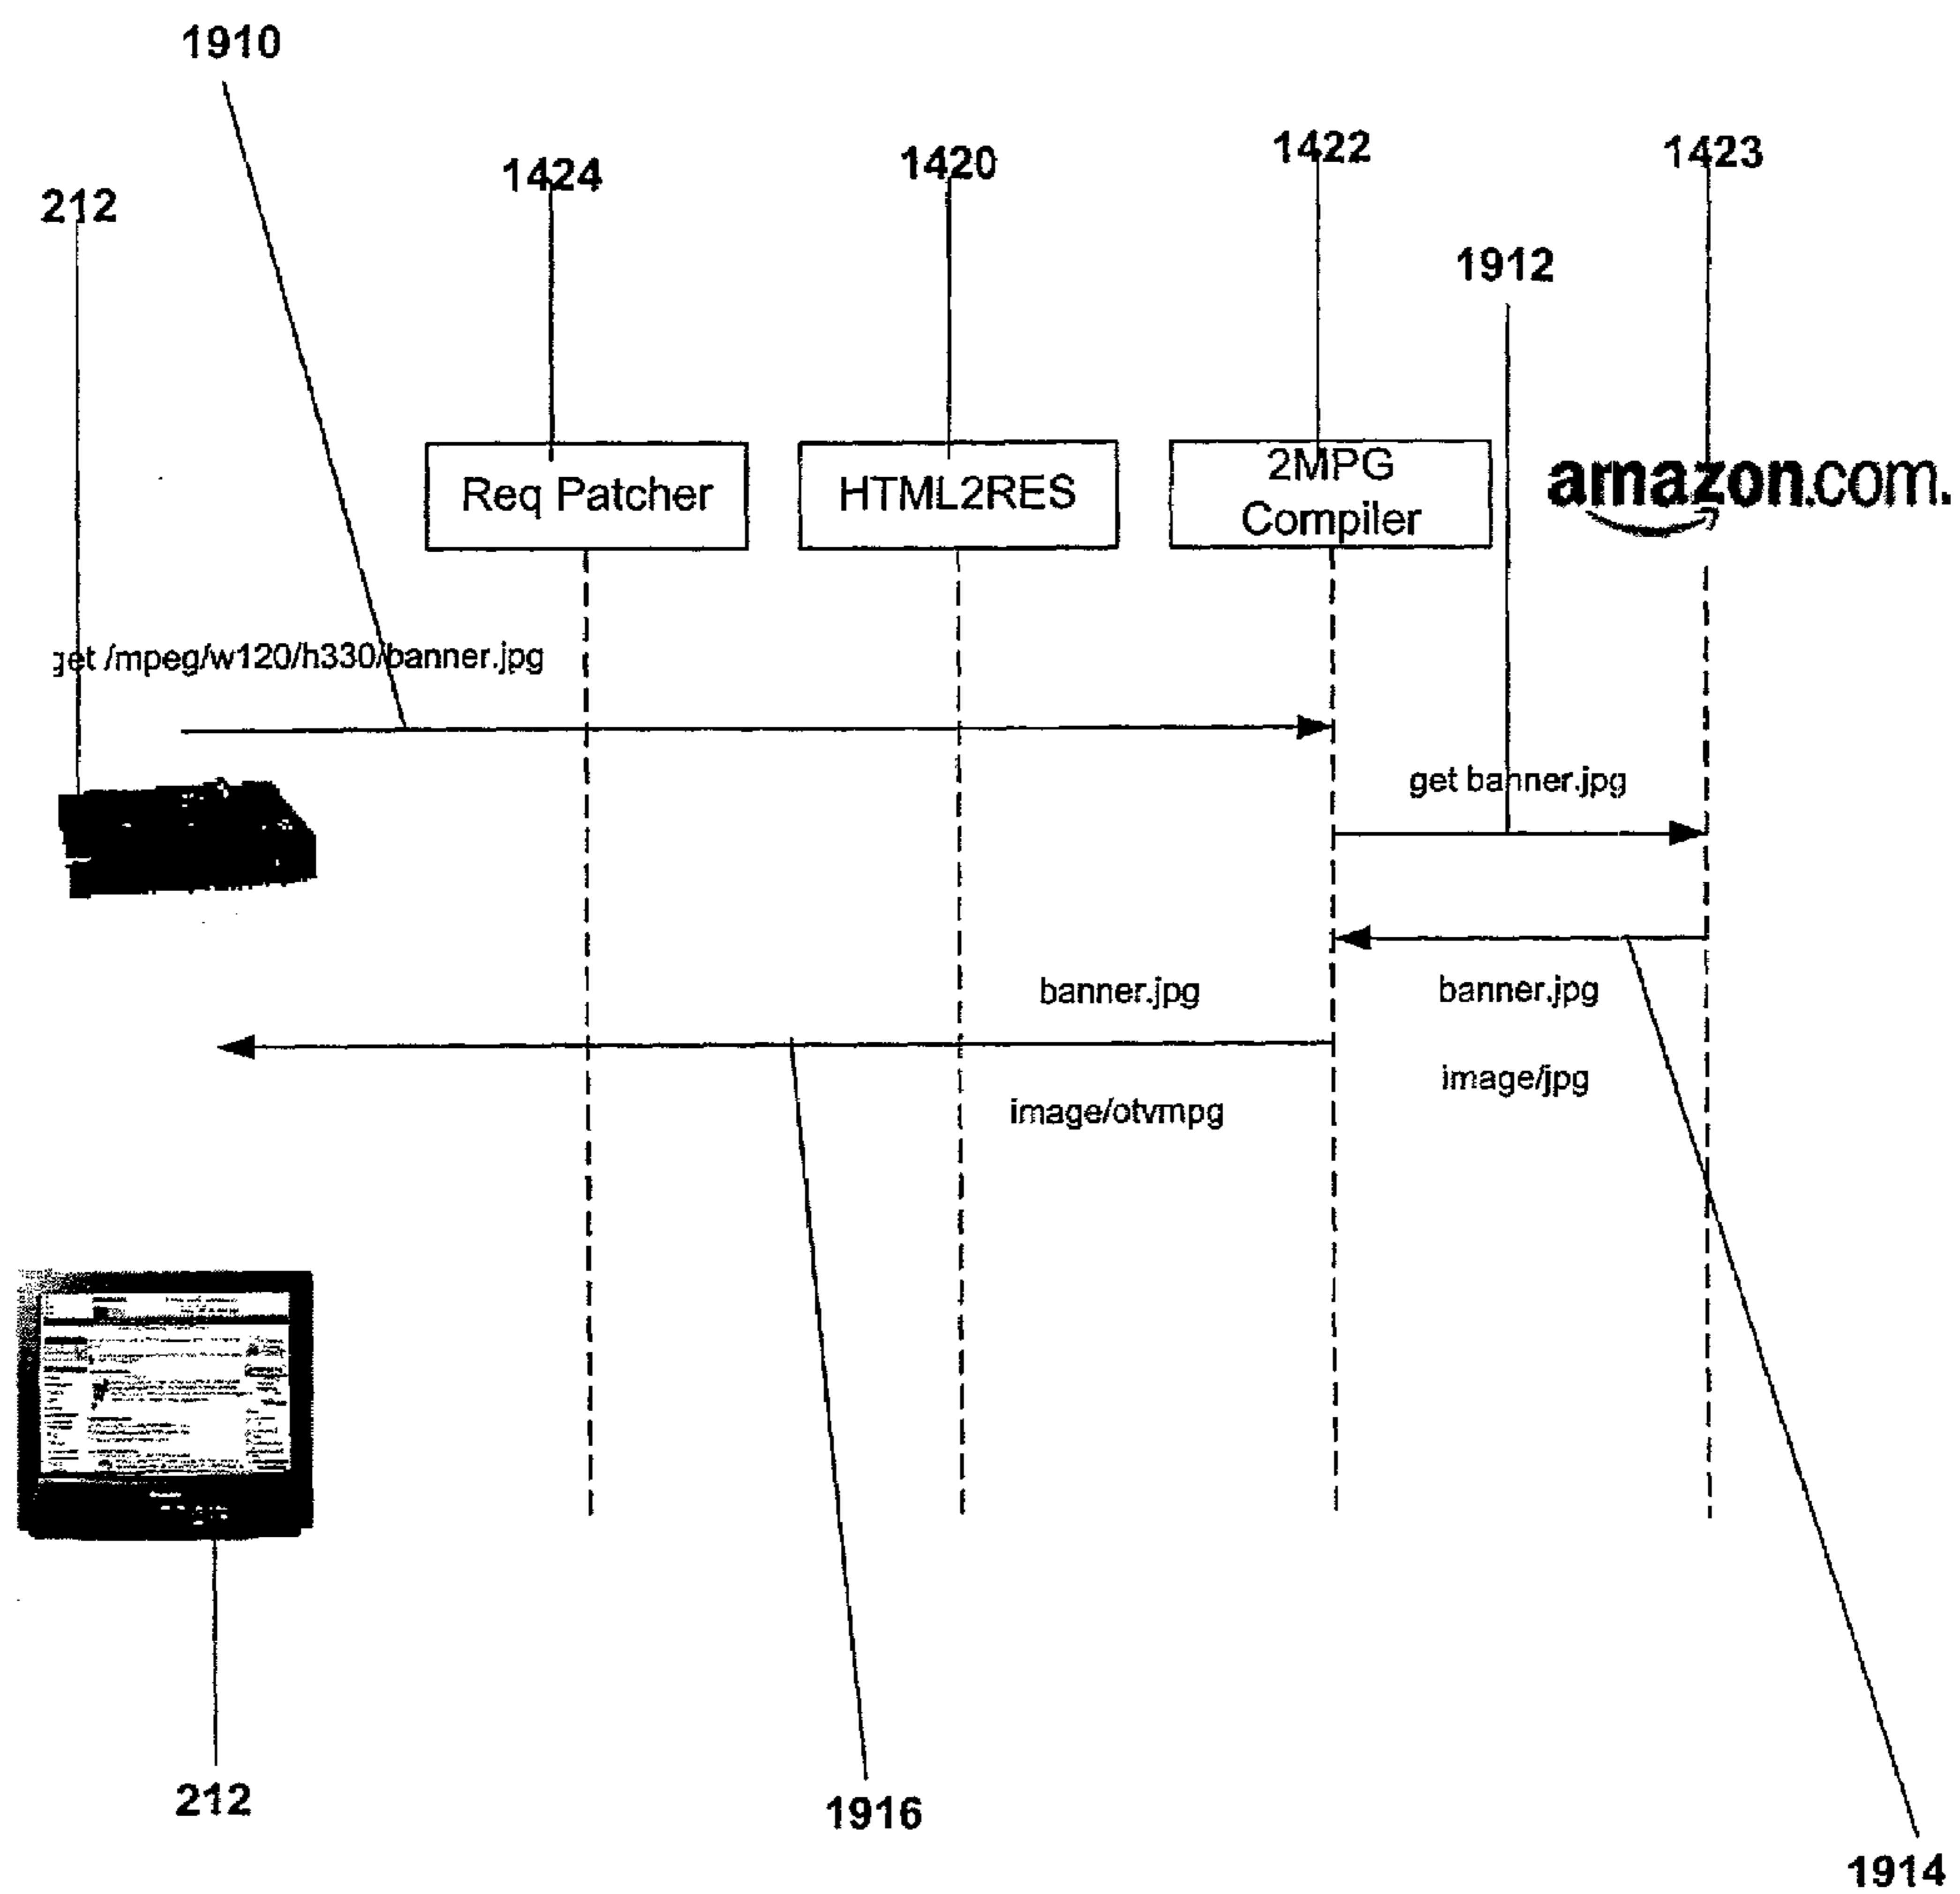 1910
1424
1420
1422
1423
212
1912
Req Patcher
HTML2RES
2MPG
Compiler
amazon.com.
get /mpeg/w120/h330/banner.jpg
get banner.jpg
banner.jpg
banner.jpg
image/jpg
image/otvmpg
212
1916
1914